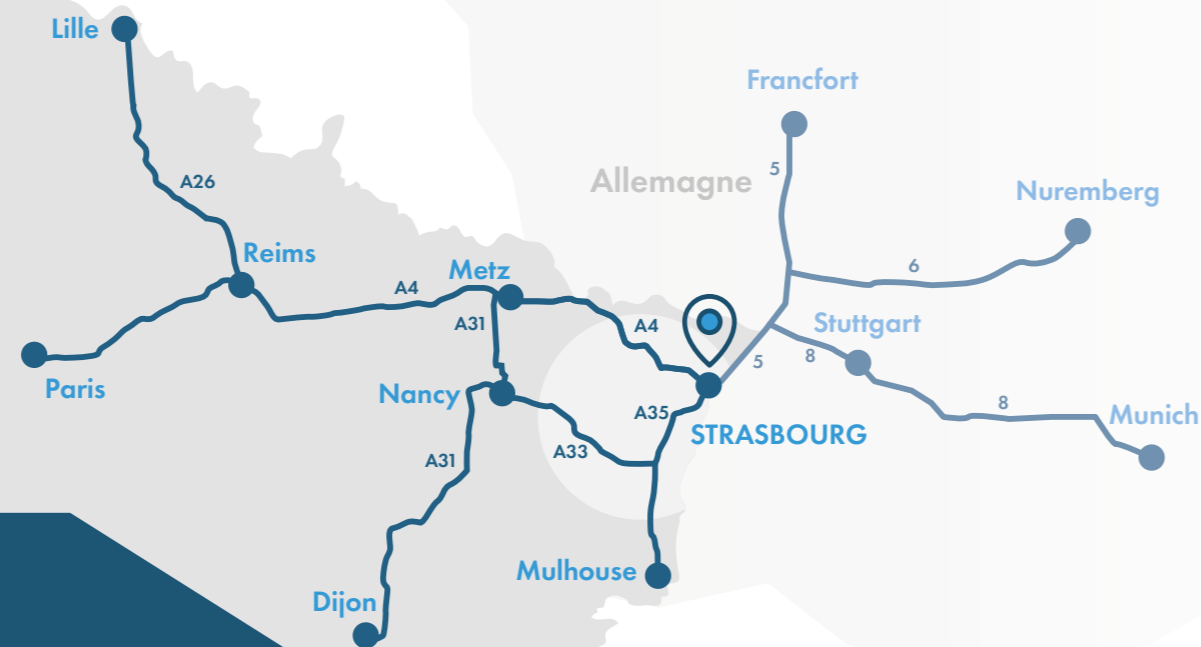 Lille
Francfort
5
Allemagne
A26
Nuremberg
Reims
6
Metz
A4
A31
A4
Stuttgart
5
8
Paris
Nancy
8
A35
Munich
STRASBOURG
A33
A31
Mulhouse
Dijon